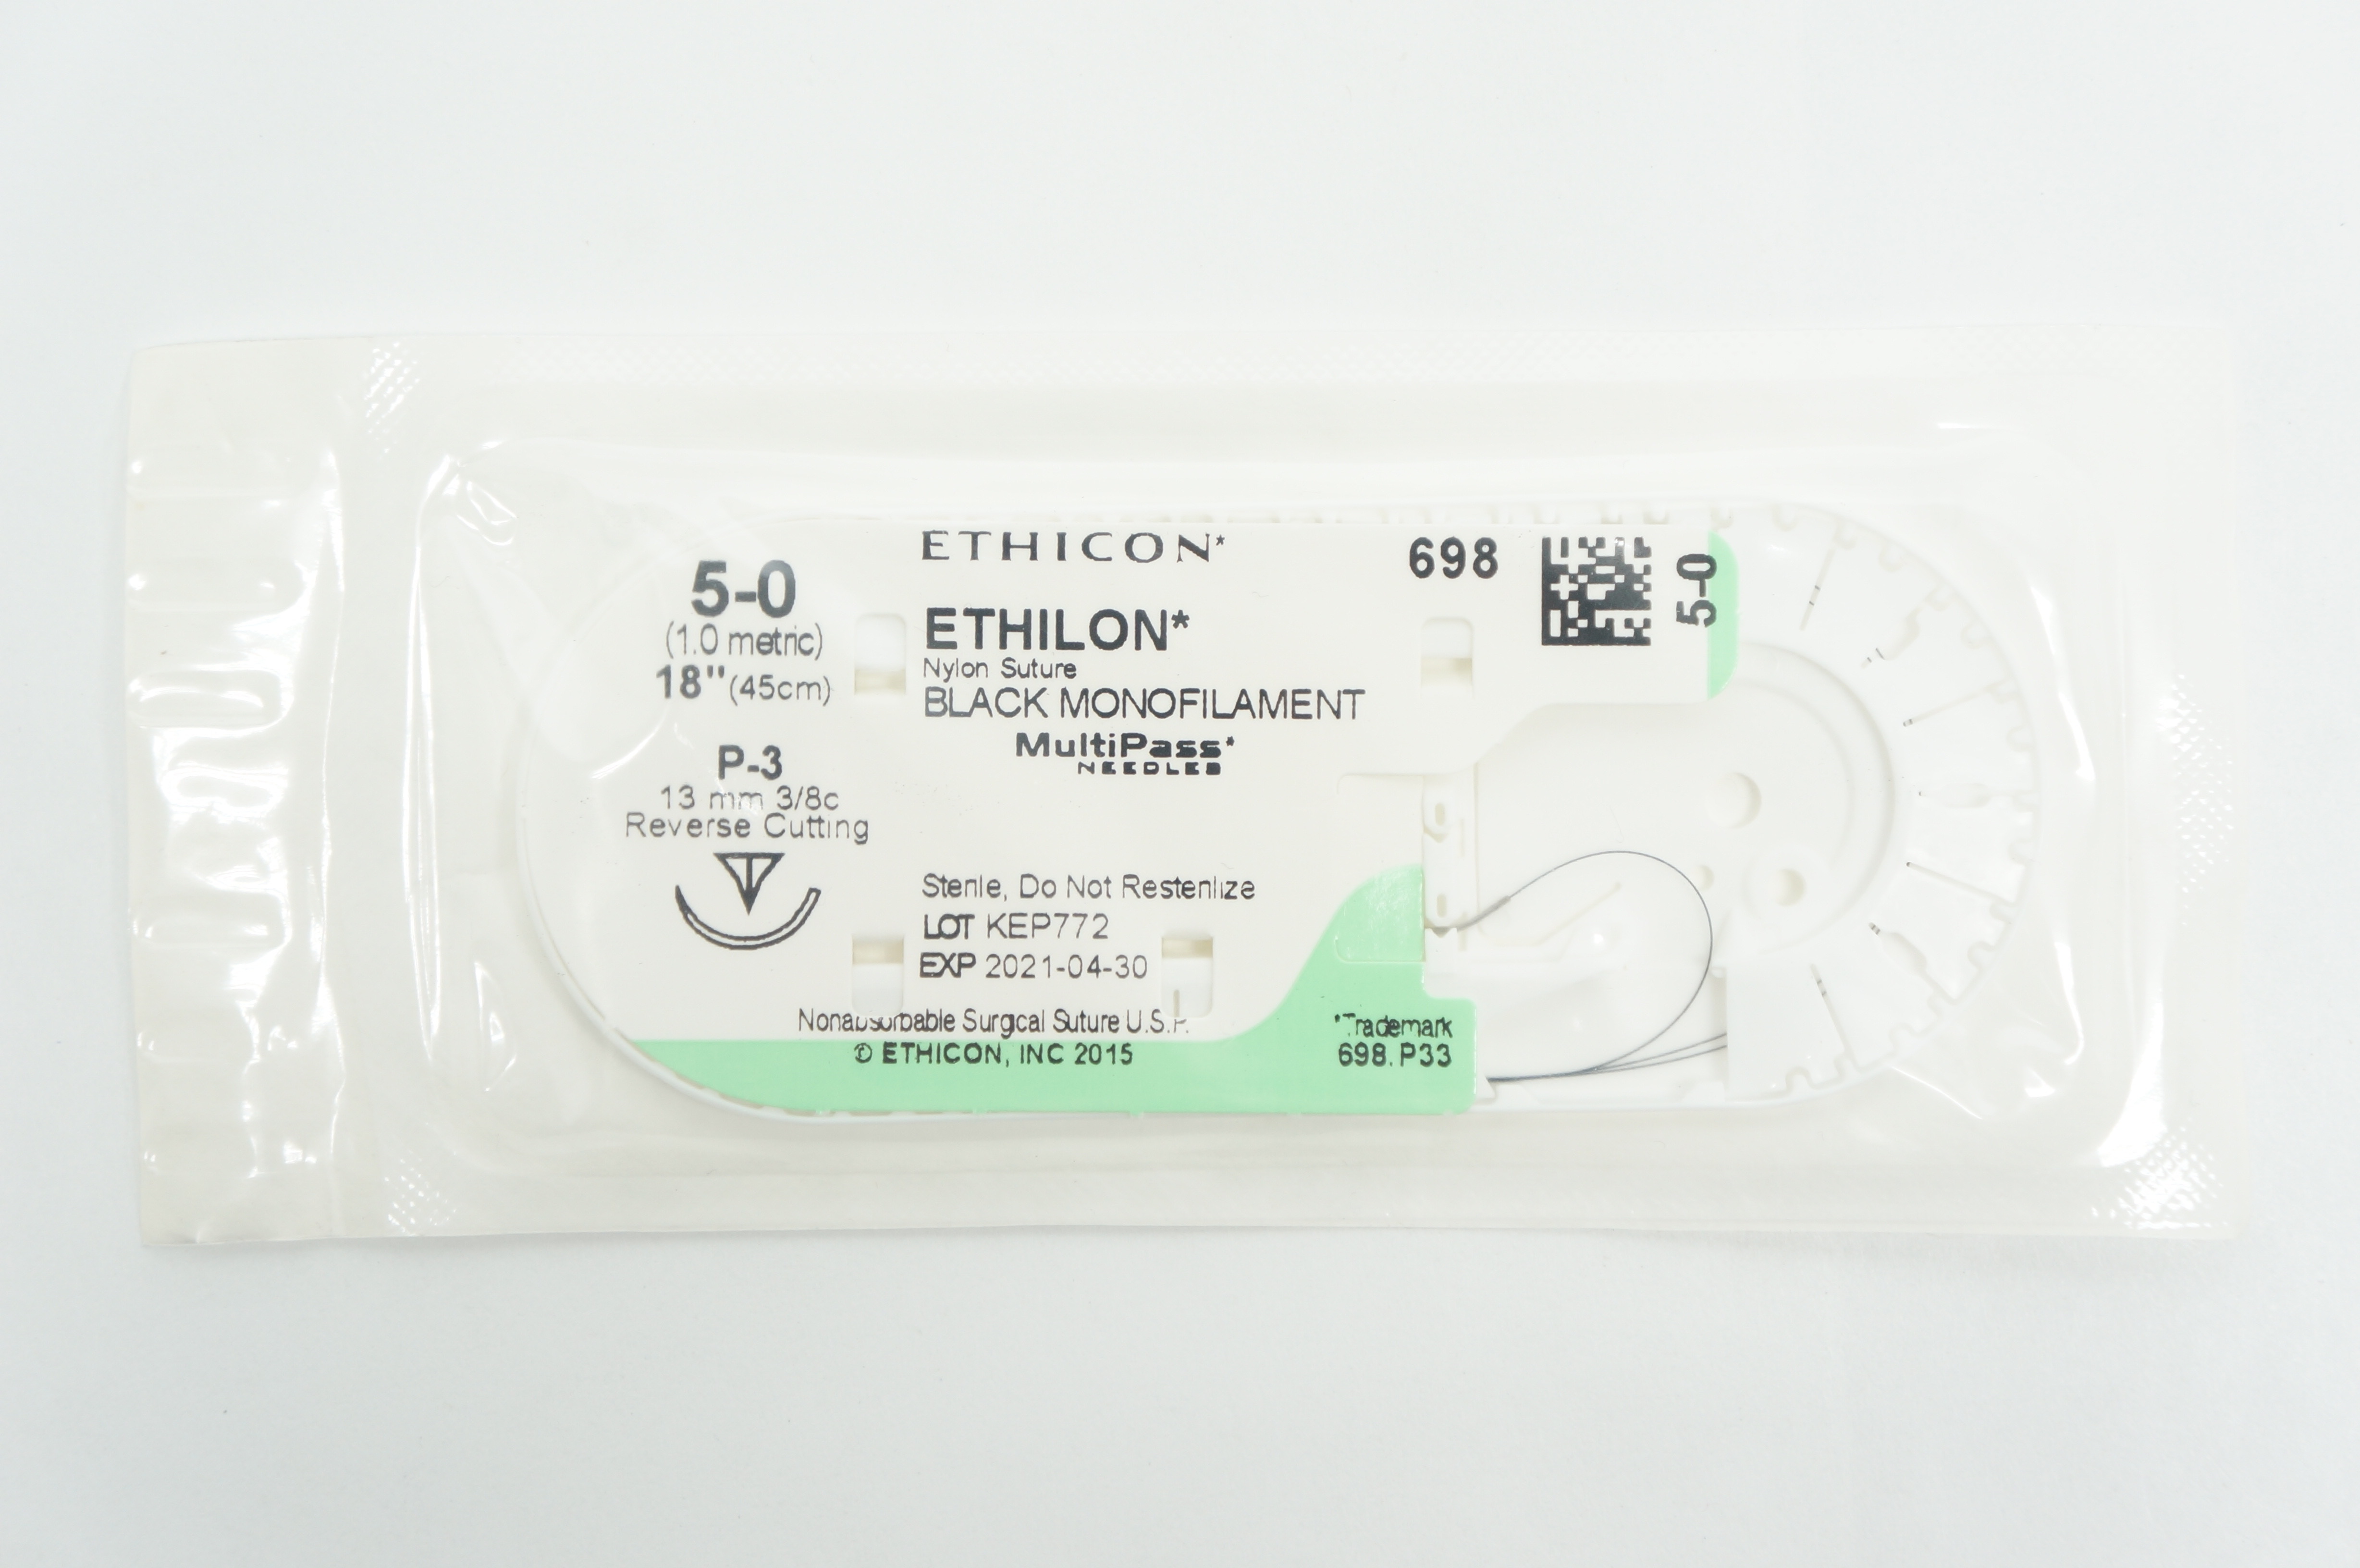 ETHICON*
698
5-0
5-0
(1.0 metric)
18" (45cm)
ETHILON*
Nylon Suture
BLACK MONOFILAMENT
MultiPass*
NEEDLES
P-3
13 mm 3/8c
Reverse Cutting
Sterile, Do Not Resterilize
LOT KEP772
EXP 2021-04-30
Nonabsorbable Surgical Suture U.S.P.
© ETHICON, INC 2015
*Trademark
698.P33